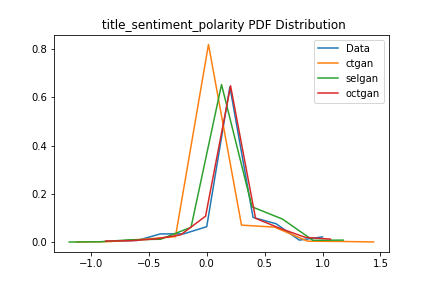 title_sentiment_polarity PDF Distribution
0.8
0.6
0.4
0.2
0.0
−1.0 −0.5 0.0 0.5 1.0 1.5
Data
ctgan
selgan
octgan